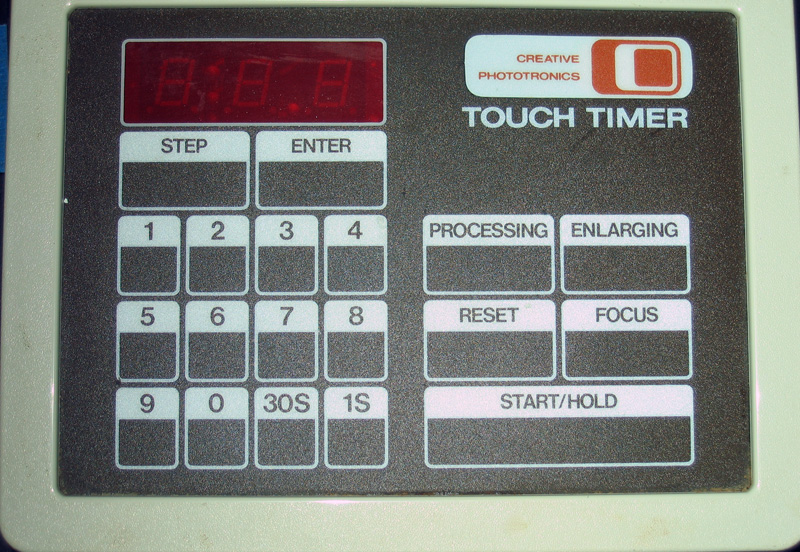 CREATIVE
PHOTOTRONICS
TOUCH TIMER
STEP ENTER
1 2 3 4
PROCESSING ENLARGING
5 6 7 8
RESET FOCUS
9 0 30S 1S
START/HOLD